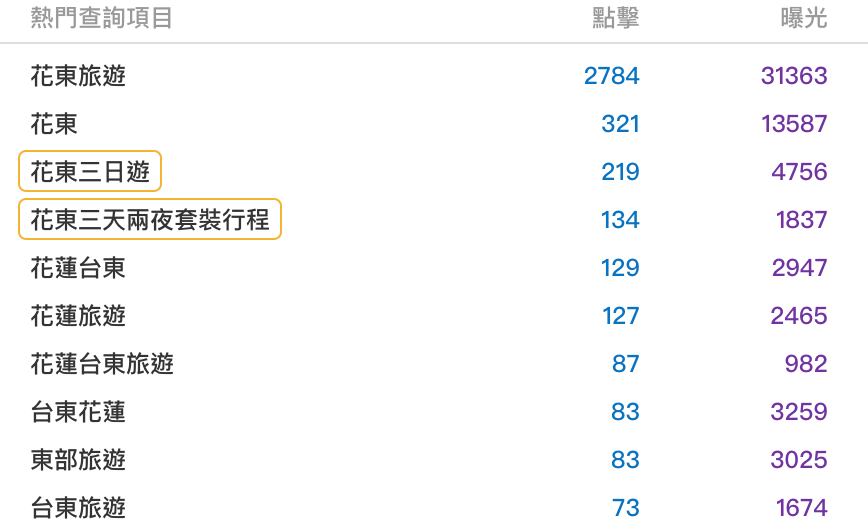 熱門查詢項目 點擊 曝光
花東旅遊 2784 31363
花東 321 13587
花東三日遊 219 4756
花東三天兩夜套裝行程 134 1837
花蓮台東 129 2947
花蓮旅遊 127 2465
花蓮台東旅遊 87 982
台東花蓮 83 3259
東部旅遊 83 3025
台東旅遊 73 1674